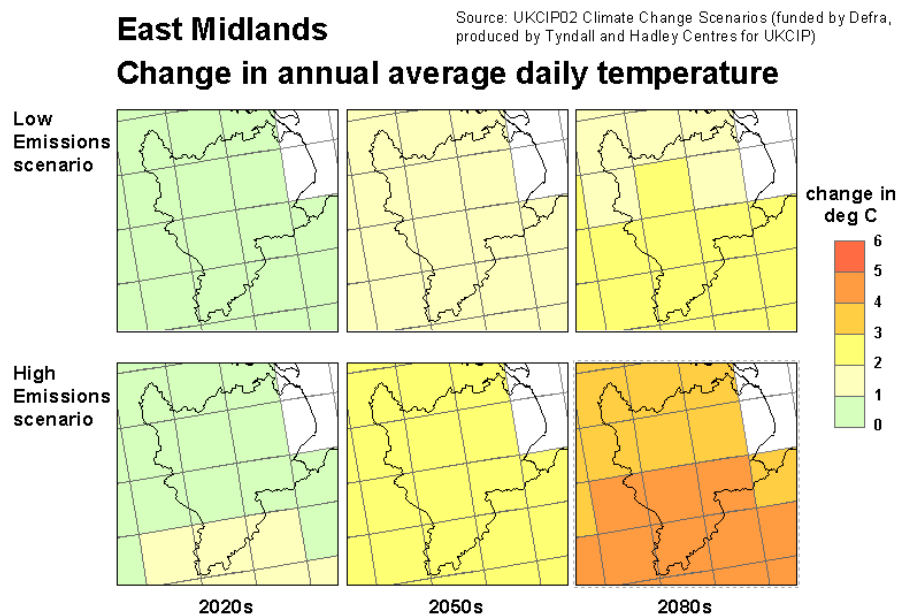 East Midlands
Source: UKCIP02 Climate Change Scenarios (funded by Defra,
produced by Tyndall and Hadley Centres for UKCIP)
Change in annual average daily temperature
Low
Emissions
scenario
change in
deg C
6
5
4
3
2
1
0
High
Emissions
scenario
2020s
2050s
2080s